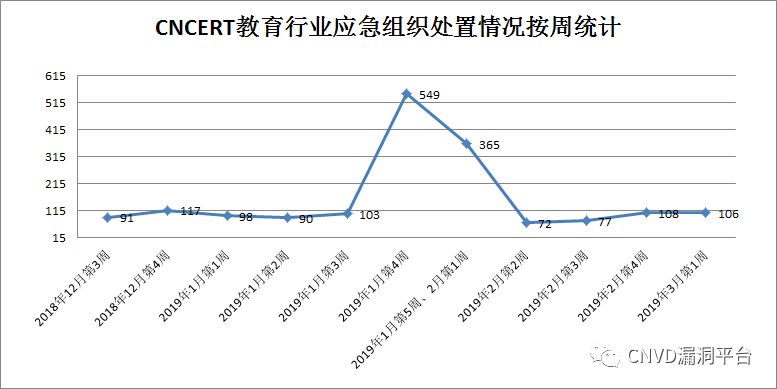 CNCERT教育行业应急组织处置情况按周统计
615
515
415
315
215
115
15
91
117
98
90
103
549
365
72
77
108
106
2018年12月第3周
2018年12月第4周
2019年1月第1周
2019年1月第2周
2019年1月第3周
2019年1月第4周
2019年1月第5周、2月第1周
2019年2月第2周
2019年2月第3周
2019年2月第4周
2019年3月第1周
CNVD漏洞平台